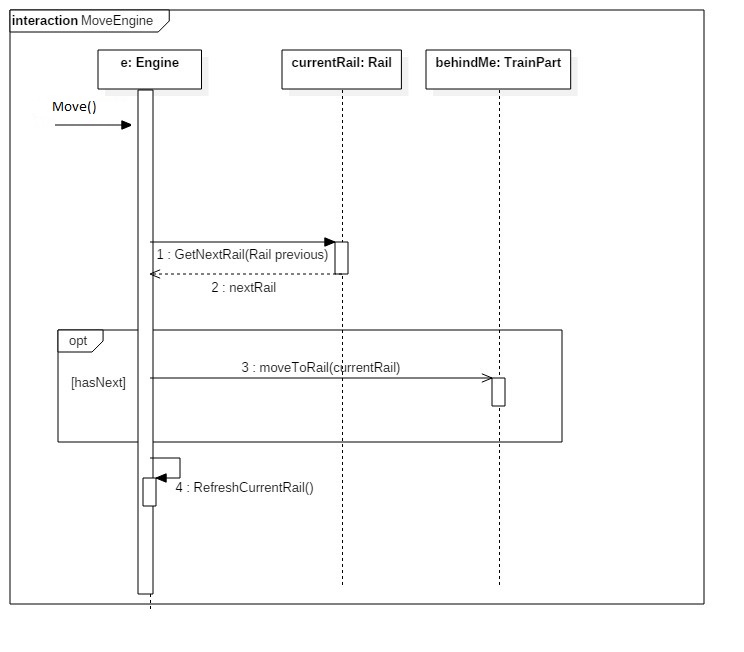 interaction MoveEngine
e: Engine
currentRail: Rail
behindMe: TrainPart
Move()
1 : GetNextRail(Rail previous)
2 : nextRail
opt
3 : moveToRail(currentRail)
[hasNext]
4 : RefreshCurrentRail()